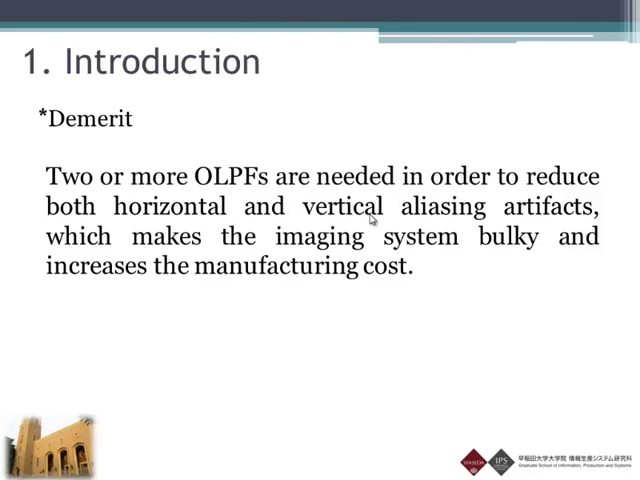 1. Introduction
*Demerit
Two or more OLPFs are needed in order to reduce
both horizontal and vertical aliasing artifacts,
which makes the imaging system bulky and
increases the manufacturing cost.
WASEDA
IPS
早稲田大学大学院 情報生産システム研究科
Graduate School of Information, Production and Systems